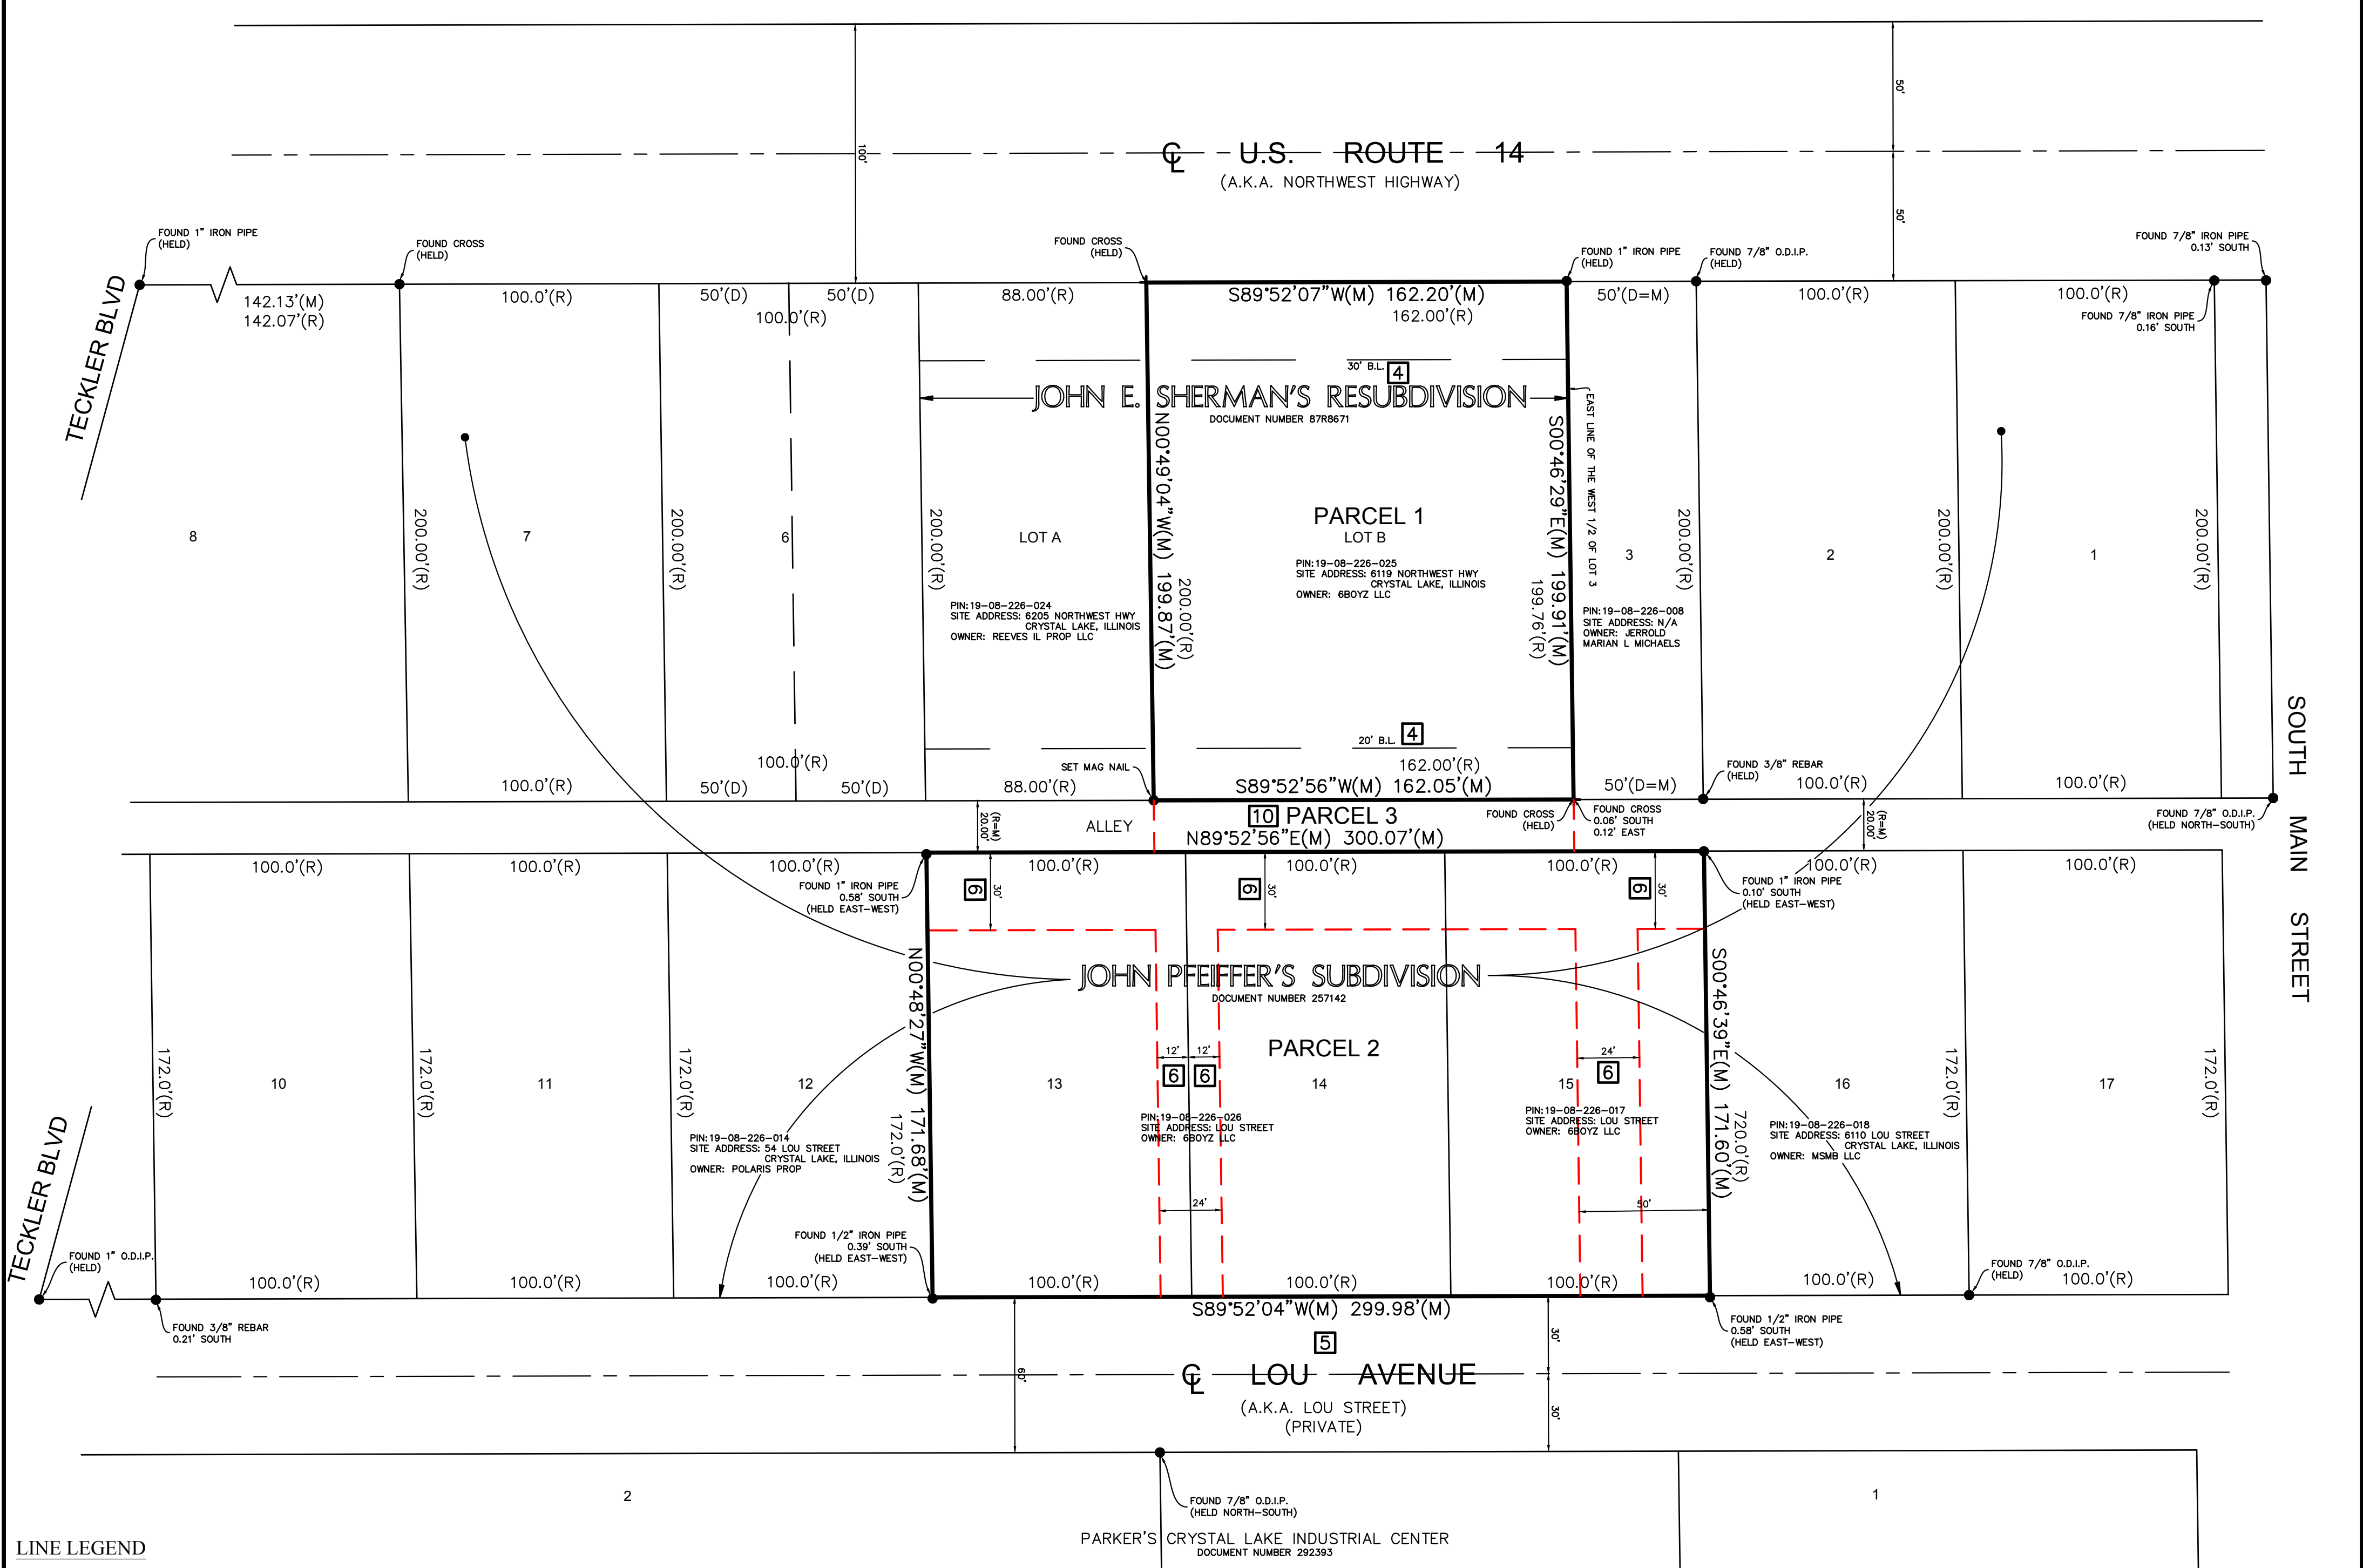 100'
50'
50'
℄ U.S. ROUTE 14
(A.K.A. NORTHWEST HIGHWAY)
FOUND 1" IRON PIPE
(HELD)
FOUND CROSS
(HELD)
FOUND CROSS
(HELD)
FOUND 1" IRON PIPE
(HELD)
FOUND 7/8" O.D.I.P.
(HELD)
FOUND 7/8" IRON PIPE
0.13' SOUTH
TECKLER BLVD
142.13'(M)
142.07'(R)
100.0'(R)
50'(D)
50'(D)
100.0'(R)
88.00'(R)
S89°52'07"W(M) 162.20'(M)
162.00'(R)
50'(D=M)
100.0'(R)
100.0'(R)
FOUND 7/8" IRON PIPE
0.16' SOUTH
30' B.L. 4
JOHN E. SHERMAN'S RESUBDIVISION
DOCUMENT NUMBER 87R8671
N00°49'04"W(M) 199.87'(M)
200.00'(R)
S00°46'29"E(M) 199.91'(M)
199.76'(R)
EAST LINE OF THE WEST 1/2 OF LOT 3
8
200.00'(R)
7
200.00'(R)
6
200.00'(R)
LOT A
PIN:19-08-226-024
SITE ADDRESS: 6205 NORTHWEST HWY
CRYSTAL LAKE, ILLINOIS
OWNER: REEVES IL PROP LLC
PARCEL 1
LOT B
PIN:19-08-226-025
SITE ADDRESS: 6119 NORTHWEST HWY
CRYSTAL LAKE, ILLINOIS
OWNER: 6BOYZ LLC
3
PIN:19-08-226-008
SITE ADDRESS: N/A
OWNER: JERROLD
MARIAN L MICHAELS
200.00'(R)
2
200.00'(R)
1
200.00'(R)
SOUTH MAIN STREET
20' B.L. 4
162.00'(R)
100.0'(R)
100.0'(R)
50'(D)
50'(D)
88.00'(R)
SET MAG NAIL
S89°52'56"W(M) 162.05'(M)
50'(D=M)
FOUND 3/8" REBAR
(HELD)
100.0'(R)
100.0'(R)
20.00'
(R=M)
ALLEY
10 PARCEL 3
N89°52'56"E(M) 300.07'(M)
FOUND CROSS
(HELD)
FOUND CROSS
0.06' SOUTH
0.12' EAST
20.00'
(R=M)
FOUND 7/8" O.D.I.P.
(HELD NORTH-SOUTH)
100.0'(R)
100.0'(R)
100.0'(R)
100.0'(R)
100.0'(R)
100.0'(R)
100.0'(R)
100.0'(R)
FOUND 1" IRON PIPE
0.58' SOUTH
(HELD EAST-WEST)
6
30'
6
30'
6
30'
FOUND 1" IRON PIPE
0.10' SOUTH
(HELD EAST-WEST)
JOHN PFEIFFER'S SUBDIVISION
DOCUMENT NUMBER 257142
N00°48'27"W(M) 171.68'(M)
172.0'(R)
S00°46'39"E(M) 171.60'(M)
720.0'(R)
PARCEL 2
12'
12'
6
6
24'
6
172.0'(R)
10
172.0'(R)
11
172.0'(R)
12
13
14
15
16
172.0'(R)
17
172.0'(R)
PIN:19-08-226-014
SITE ADDRESS: 54 LOU STREET
CRYSTAL LAKE, ILLINOIS
OWNER: POLARIS PROP
PIN:19-08-226-026
SITE ADDRESS: LOU STREET
OWNER: 6BOYZ LLC
PIN:19-08-226-017
SITE ADDRESS: LOU STREET
OWNER: 6BOYZ LLC
PIN:19-08-226-018
SITE ADDRESS: 6110 LOU STREET
CRYSTAL LAKE, ILLINOIS
OWNER: MSMB LLC
24'
50'
TECKLER BLVD
FOUND 1" O.D.I.P.
(HELD)
FOUND 1/2" IRON PIPE
0.39' SOUTH
(HELD EAST-WEST)
FOUND 7/8" O.D.I.P.
(HELD)
100.0'(R)
100.0'(R)
100.0'(R)
100.0'(R)
100.0'(R)
100.0'(R)
100.0'(R)
100.0'(R)
FOUND 3/8" REBAR
0.21' SOUTH
S89°52'04"W(M) 299.98'(M)
FOUND 1/2" IRON PIPE
0.58' SOUTH
(HELD EAST-WEST)
5
60'
30'
30'
℄ LOU AVENUE
(A.K.A. LOU STREET)
(PRIVATE)
2
1
FOUND 7/8" O.D.I.P.
(HELD NORTH-SOUTH)
PARKER'S CRYSTAL LAKE INDUSTRIAL CENTER
DOCUMENT NUMBER 292393
LINE LEGEND